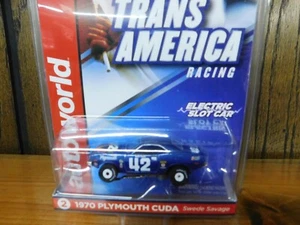 TRANS
AMERICA
RACING
ELECTRIC
SLOT CAR
autoworld
42
2 1970 PLYMOUTH CUDA Swede Savage